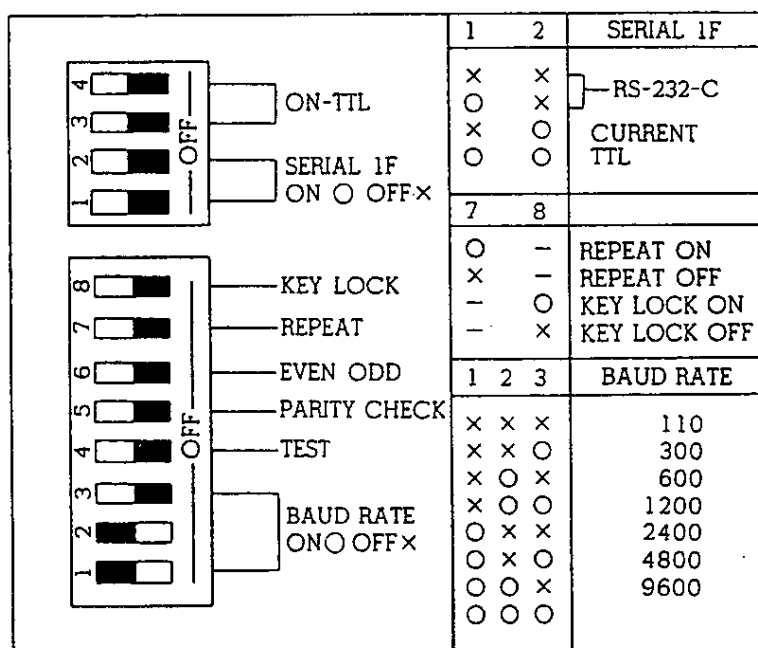 4
3
2
1
OFF
ON-TTL
SERIAL 1F
ON ○ OFF×
8
7
6
5
4
3
2
1
OFF
KEY LOCK
REPEAT
EVEN ODD
PARITY CHECK
TEST
BAUD RATE
ON○ OFF×
1 2 SERIAL 1F
× × RS-232-C
○ ×
× ○ CURRENT
○ ○ TTL
7 8
○ – REPEAT ON
× – REPEAT OFF
– ○ KEY LOCK ON
– × KEY LOCK OFF
1 2 3 BAUD RATE
× × × 110
× × ○ 300
× ○ × 600
× ○ ○ 1200
○ × × 2400
○ × ○ 4800
○ ○ × 9600
○ ○ ○